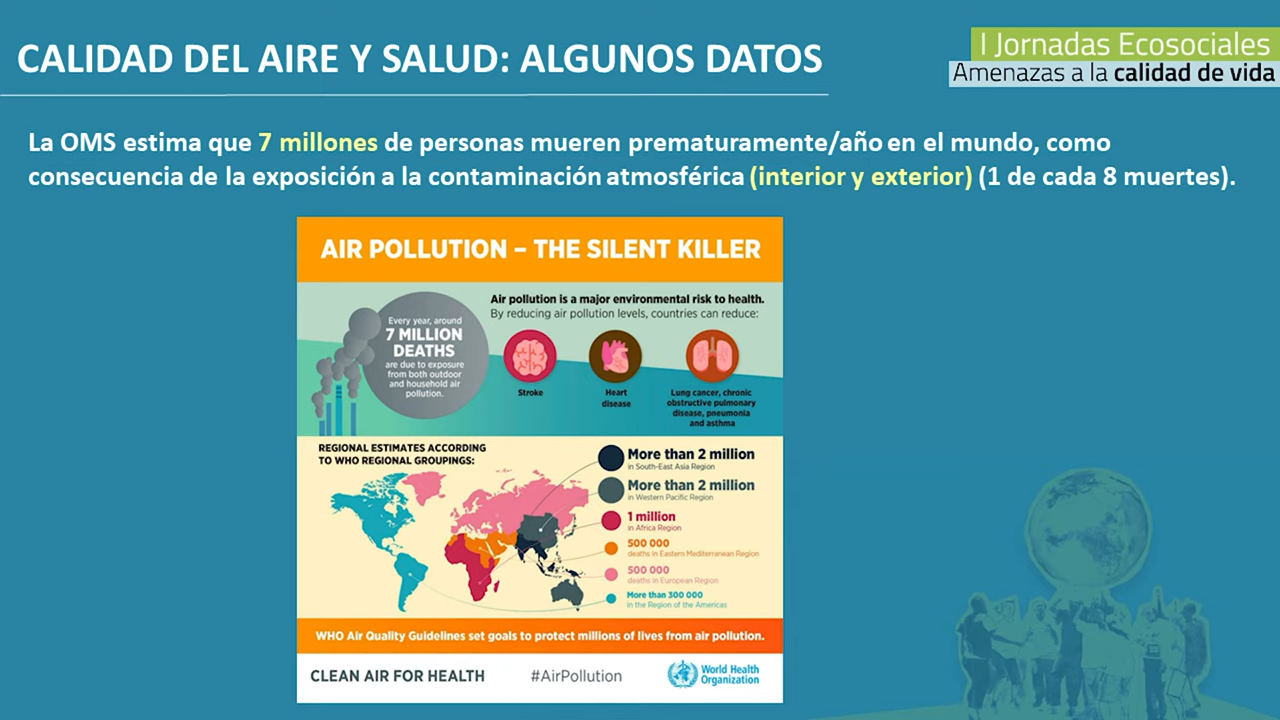 CALIDAD DEL AIRE Y SALUD: ALGUNOS DATOS
I Jornadas Ecosociales
Amenazas a la calidad de vida
La OMS estima que 7 millones de personas mueren prematuramente/año en el mundo, como
consecuencia de la exposición a la contaminación atmosférica (interior y exterior) (1 de cada 8 muertes).
AIR POLLUTION – THE SILENT KILLER
Every year, around
7 MILLION
DEATHS
are due to exposure
from both outdoor
and household air
pollution.
Air pollution is a major environmental risk to health.
By reducing air pollution levels, countries can reduce:
Stroke
Heart
disease
Lung cancer, chronic
obstructive pulmonary
disease, pneumonia
and asthma
REGIONAL ESTIMATES ACCORDING
TO WHO REGIONAL GROUPINGS:
More than 2 million
in South-East Asia Region
More than 2 million
in Western Pacific Region
1 million
in Africa Region
500 000
deaths in Eastern Mediterranean Region
500 000
deaths in European Region
More than 300 000
in the Region of the Americas
WHO Air Quality Guidelines set goals to protect millions of lives from air pollution.
CLEAN AIR FOR HEALTH
#AirPollution
World Health
Organization